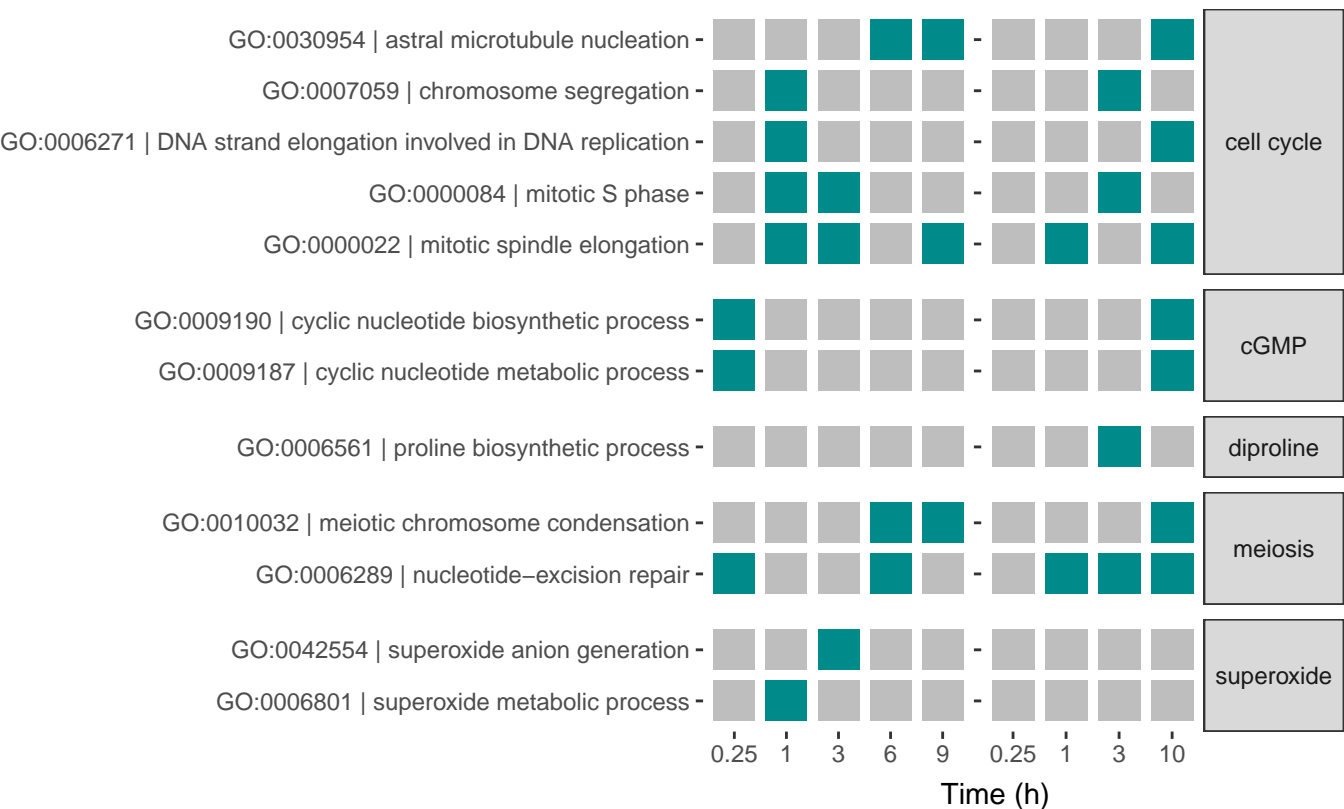 GO:0030954 | astral microtubule nucleation
GO:0007059 | chromosome segregation
GO:0006271 | DNA strand elongation involved in DNA replication
GO:0000084 | mitotic S phase
GO:0000022 | mitotic spindle elongation
cell cycle
GO:0009190 | cyclic nucleotide biosynthetic process
GO:0009187 | cyclic nucleotide metabolic process
cGMP
GO:0006561 | proline biosynthetic process
diproline
GO:0010032 | meiotic chromosome condensation
GO:0006289 | nucleotide−excision repair
meiosis
GO:0042554 | superoxide anion generation
GO:0006801 | superoxide metabolic process
superoxide
0.25 1 3 6 9 0.25 1 3 10
Time (h)